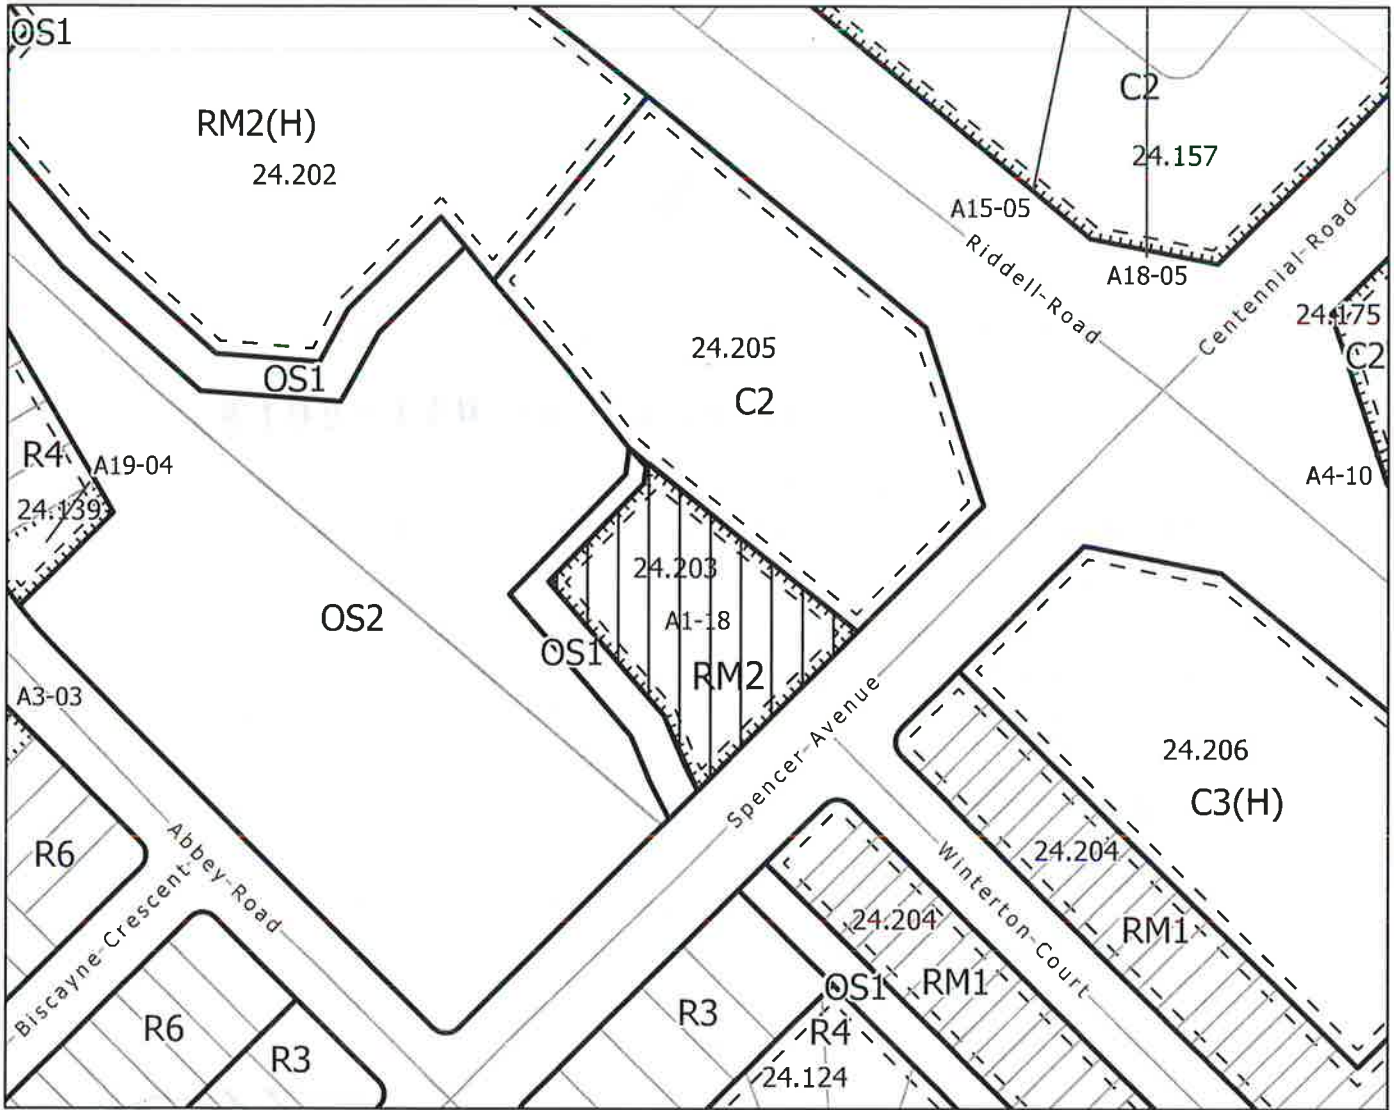 OS1
C2
RM2(H)
24.157
24.202
A15-05
Riddell-Road
A18-05
Centennial-Road
24.175
C2
24.205
OS1
C2
R4
A19-04
A4-10
24.139
24.203
OS2
A1-18
OS1
RM2
A3-03
Spencer-Avenue
24.206
C3(H)
R6
Abbey-Road
24.204
Winterton-Court
24.204
RM1
Biscayne-Crescent
RM1
OS1
R3
R6
R4
R3
24.124